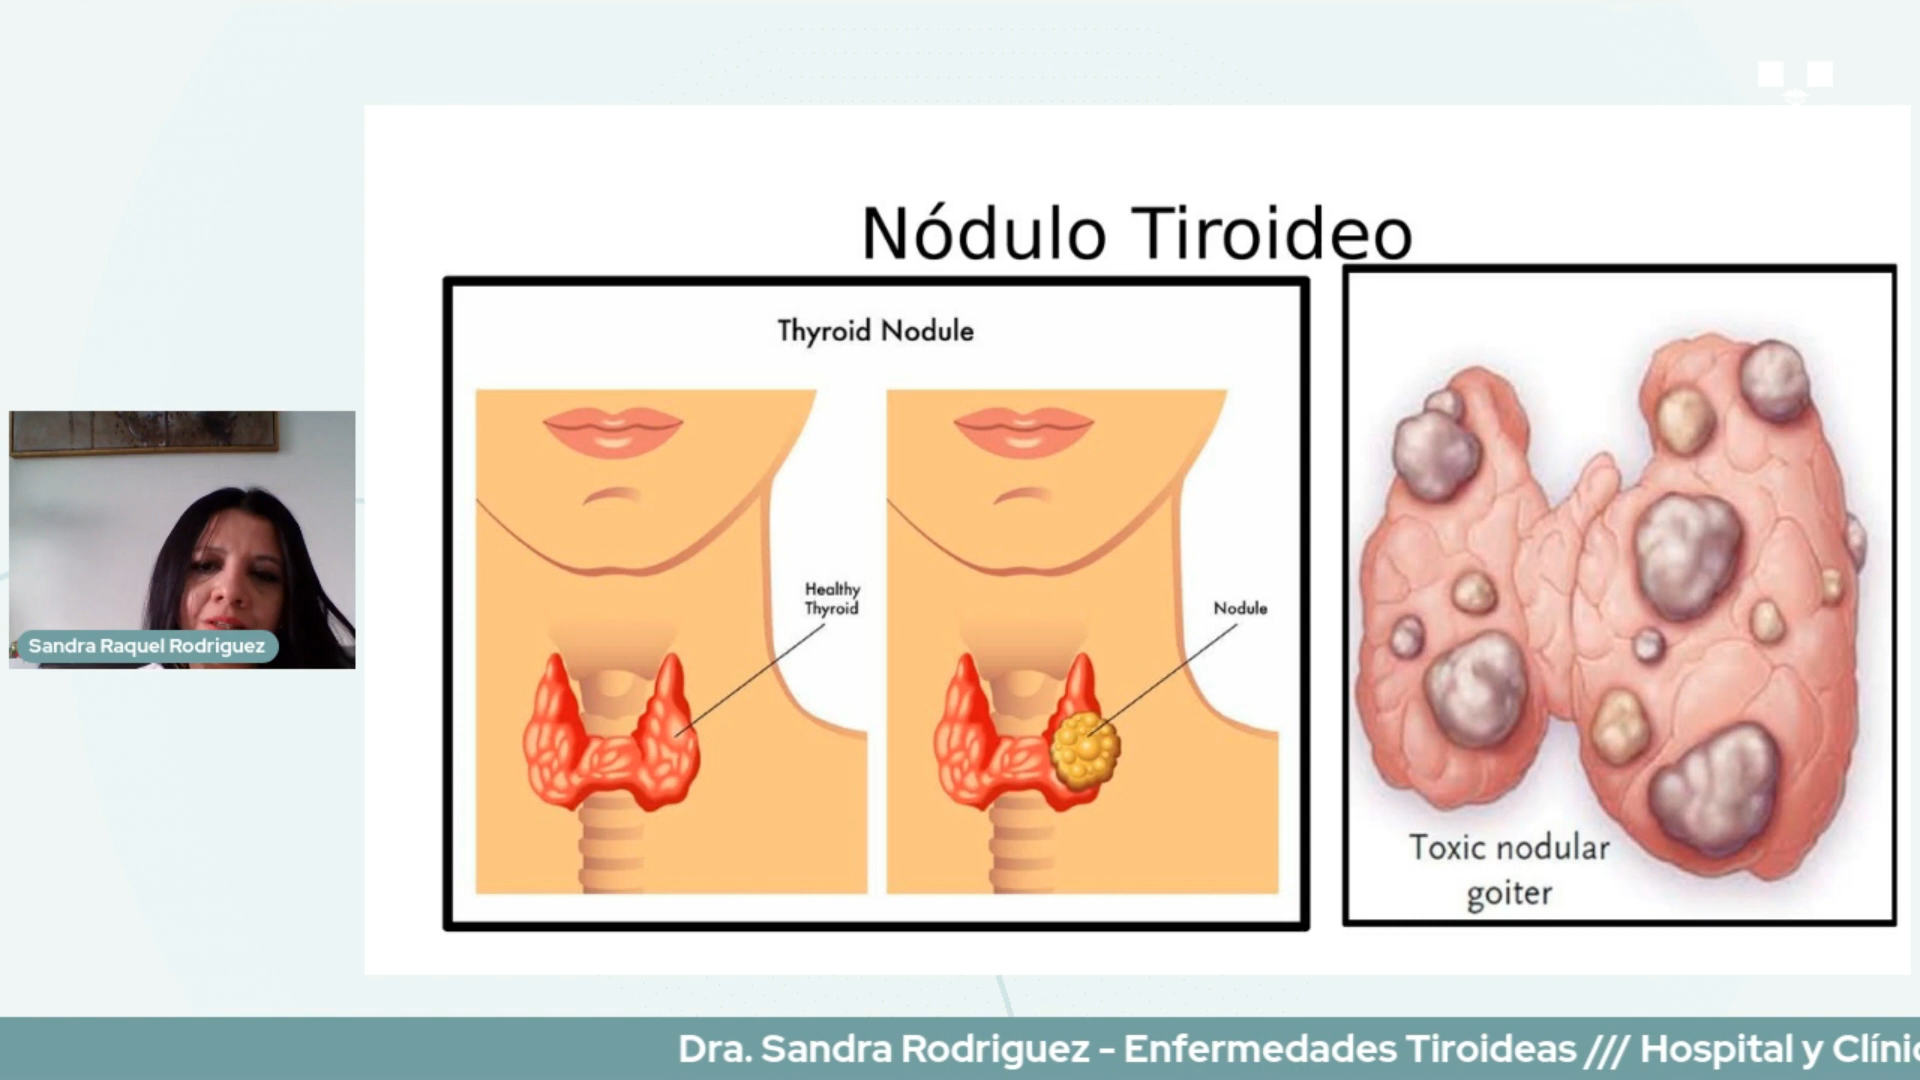 Nódulo Tiroideo
Thyroid Nodule
Healthy
Thyroid
Nodule
Toxic nodular
goiter
Sandra Raquel Rodriguez
Dra. Sandra Rodriguez - Enfermedades Tiroideas /// Hospital y Clínic